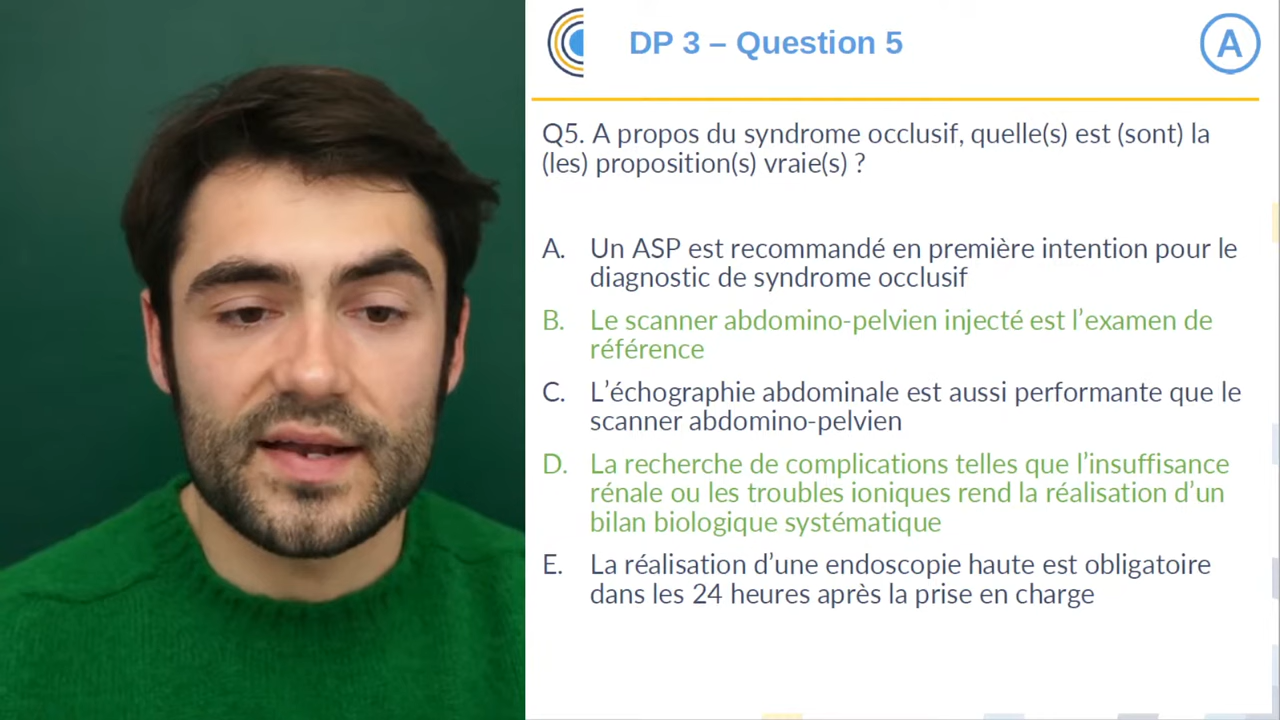 DP 3 – Question 5
A
Q5. A propos du syndrome occlusif, quelle(s) est (sont) la
(les) proposition(s) vraie(s) ?
A. Un ASP est recommandé en première intention pour le
diagnostic de syndrome occlusif
B. Le scanner abdomino-pelvien injecté est l’examen de
référence
C. L’échographie abdominale est aussi performante que le
scanner abdomino-pelvien
D. La recherche de complications telles que l’insuffisance
rénale ou les troubles ioniques rend la réalisation d’un
bilan biologique systématique
E. La réalisation d’une endoscopie haute est obligatoire
dans les 24 heures après la prise en charge